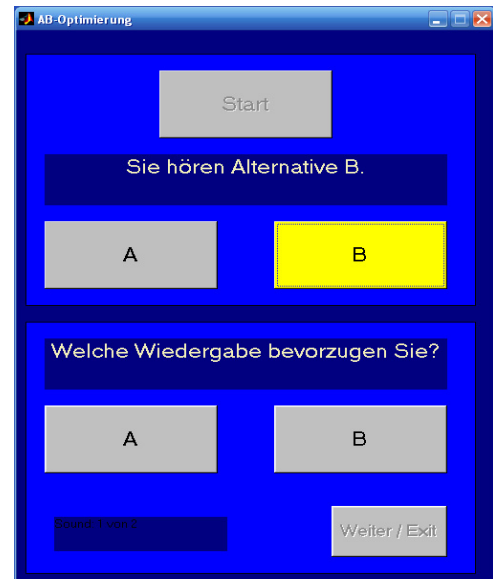 AB-Optimierung
Start
Sie hören Alternative B.
A
B
Welche Wiedergabe bevorzugen Sie?
A
B
Weiter / Exit